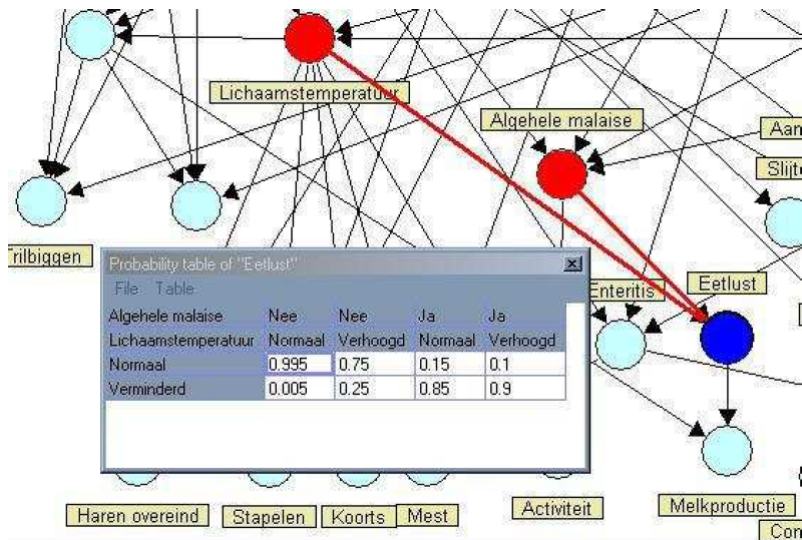 Lichaamstemperatuur
Algehele malaise
Aan
Slijt
Trilbiggen
Probability table of "Eetlust"
File Table
Enteritis
Eetlust
Algehele malaise Nee Nee Ja Ja
Lichaamstemperatuur Normaal Verhoogd Normaal Verhoogd
Normaal 0.995 0.75 0.15 0.1
Verminderd 0.005 0.25 0.85 0.9
Haren overeind
Stapelen
Koorts
Mest
Activiteit
Melkproductie
Con